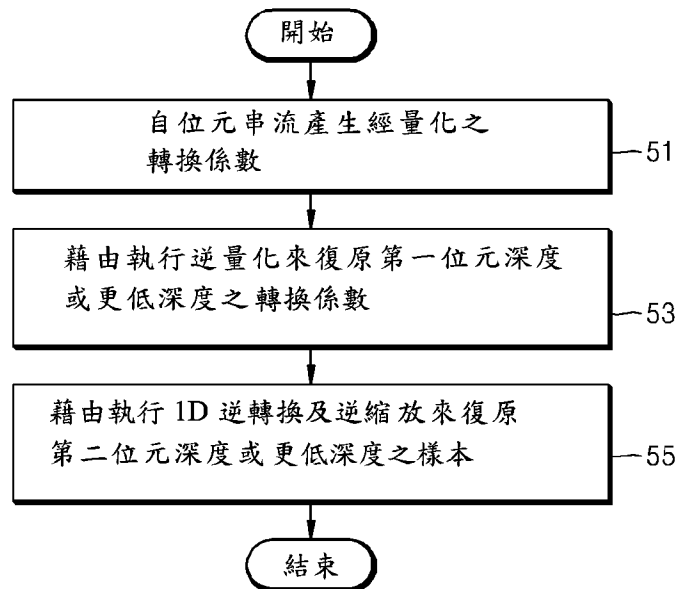 開始
自位元串流產生經量化之
轉換係數
51
藉由執行逆量化來復原第一位元深度
或更低深度之轉換係數
53
藉由執行 1D 逆轉換及逆縮放來復原
第二位元深度或更低深度之樣本
55
結束